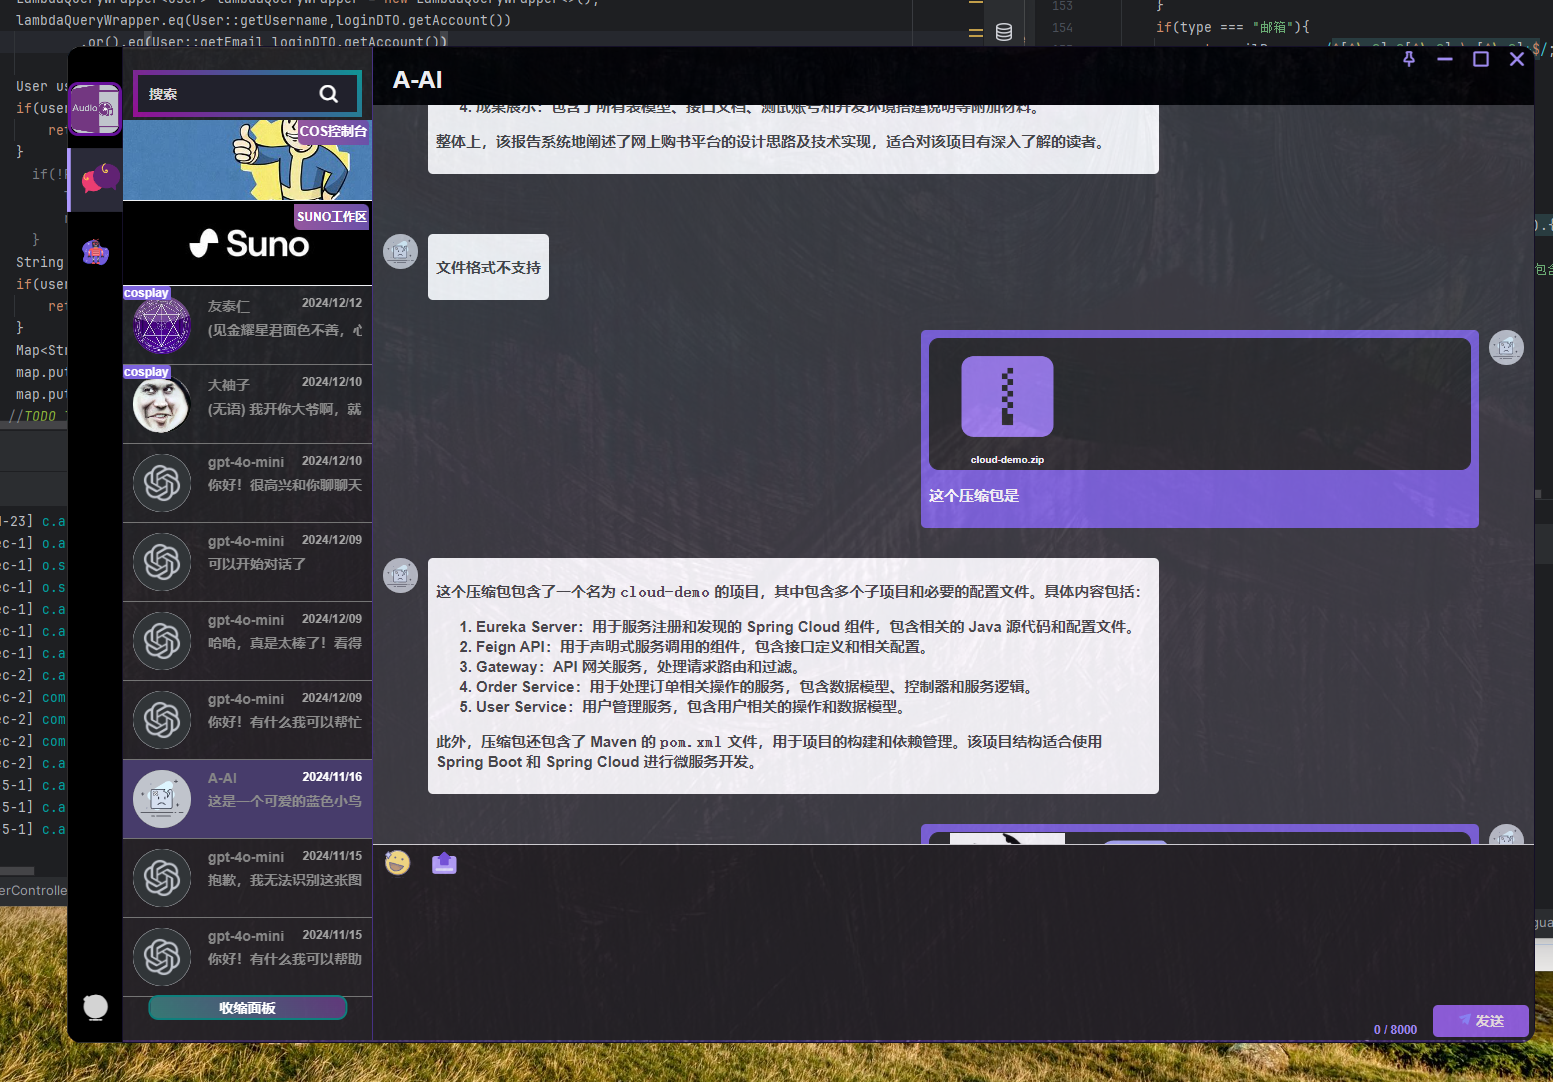 lambdaQueryWrapper.eq(User::getUsername,loginDTO.getAccount())
.or().eq(User::getEmail,loginDTO.getAccount())
User us
if(user
ret
}
if(!P
}
String
if(user
ret
}
Map<Str
map.put
map.put
//TODO
153
}
154
if(type === "邮箱"){
-23] c.a
ec-1] o.a
ec-1] o.s
ec-1] o.s
ec-1] c.a
ec-1] c.a
ec-1] c.a
ec-2] c.a
ec-2] com
ec-2] com
ec-2] com
ec-2] c.a
5-1] c.a
5-1] c.a
5-1] c.a
erControlle
Audio
搜索
COS控制台
SUNO工作区
Suno
cosplay
友泰仁
2024/12/12
(见金耀星君面色不善，心
cosplay
大柚子
2024/12/10
(无语) 我开你大爷啊，就
gpt-4o-mini
2024/12/10
你好！很高兴和你聊聊天
gpt-4o-mini
2024/12/09
可以开始对话了
gpt-4o-mini
2024/12/09
哈哈，真是太棒了！看得
gpt-4o-mini
2024/12/09
你好！有什么我可以帮忙
A-AI
2024/11/16
这是一个可爱的蓝色小鸟
gpt-4o-mini
2024/11/15
抱歉，我无法识别这张图
gpt-4o-mini
2024/11/15
你好！有什么我可以帮助
收缩面板
A-AI
4. 成果展示：包含了所有表模型、接口文档、测试账号和开发环境搭建说明等附加材料。
整体上，该报告系统地阐述了网上购书平台的设计思路及技术实现，适合对该项目有深入了解的读者。
文件格式不支持
cloud-demo.zip
这个压缩包是
这个压缩包包含了一个名为 cloud-demo 的项目，其中包含多个子项目和必要的配置文件。具体内容包括：
1. Eureka Server：用于服务注册和发现的 Spring Cloud 组件，包含相关的 Java 源代码和配置文件。
2. Feign API：用于声明式服务调用的组件，包含接口定义和相关配置。
3. Gateway：API 网关服务，处理请求路由和过滤。
4. Order Service：用于处理订单相关操作的服务，包含数据模型、控制器和服务逻辑。
5. User Service：用户管理服务，包含用户相关的操作和数据模型。
此外，压缩包还包含了 Maven 的 pom.xml 文件，用于项目的构建和依赖管理。该项目结构适合使用
Spring Boot 和 Spring Cloud 进行微服务开发。
0 / 8000
发送